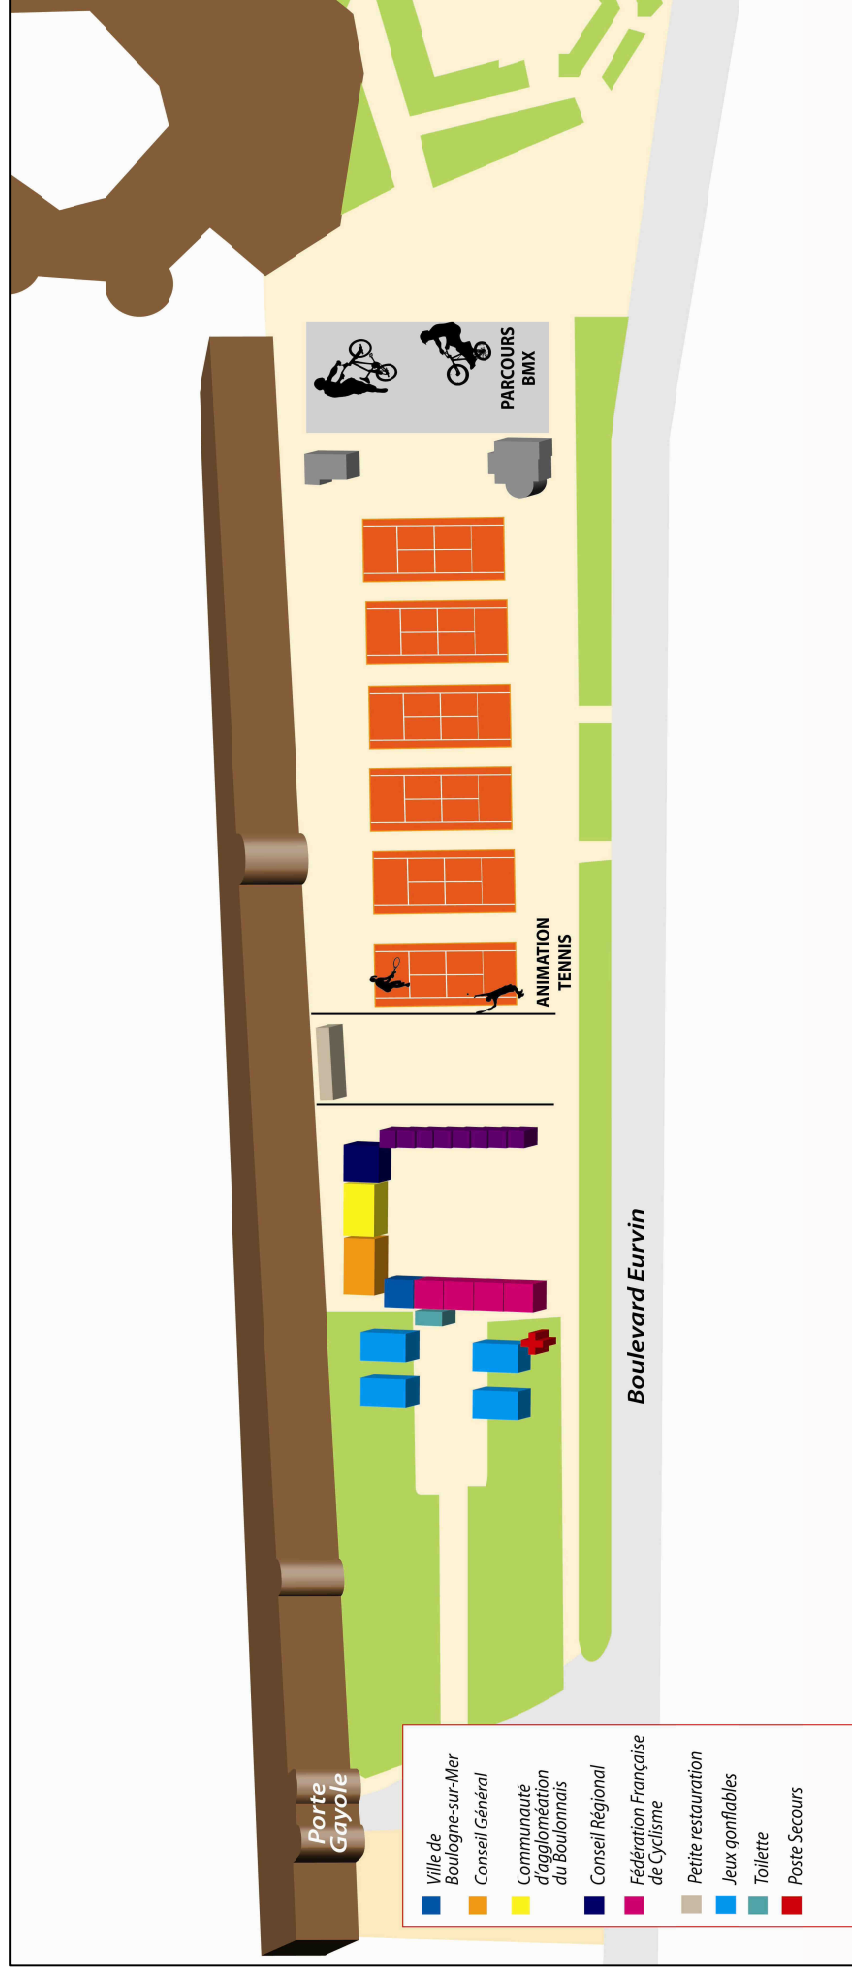 PARCOURS
BMX
ANIMATION
TENNIS
Boulevard Eurvin
Porte
Gayole
Ville de
Boulogne-sur-Mer
Conseil Général
Communauté
d'aggloméation
du Boulonnais
Conseil Régional
Fédération Française
de Cyclisme
Petite restauration
Jeux gonflables
Toilette
Poste Secours